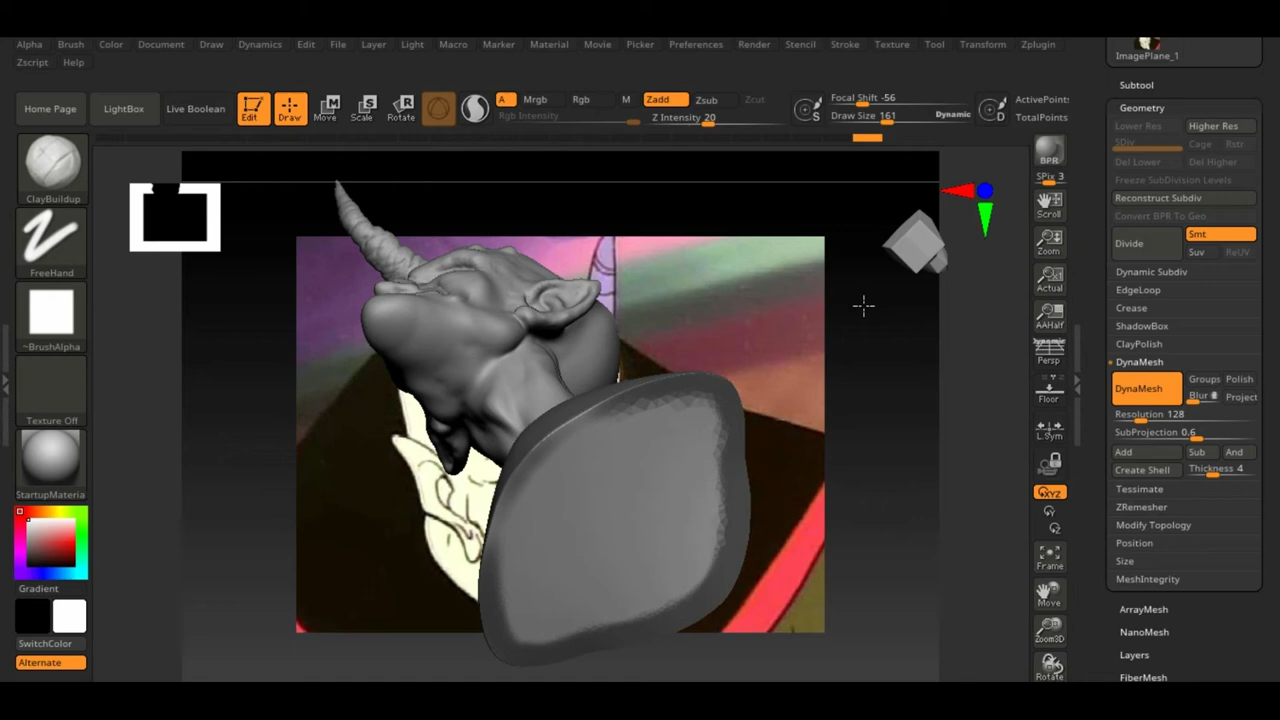 Alpha Brush Color Document Draw Dynamics Edit File Layer Light Macro Marker Material Movie Picker Preferences Render Stencil Stroke Texture Tool Transform Zplugin
Zscript Help
ImagePlane_1
Home Page LightBox Live Boolean Edit Draw Move Scale Rotate A Mrgb Rgb M Zadd Zsub Zcut Focal Shift -56 ActivePoint:
Rgb Intensity Z Intensity 20 S Draw Size 161 Dynamic D TotalPoints:
ClayBuildup
FreeHand
~BrushAlpha
Texture Off
StartupMateria
Gradient
SwitchColor
Alternate
BPR
SPix 3
Scroll
Zoom
Actual
AAHalf
Dynamic
Persp
Floor
L.Sym
XYZ
Y
Z
Frame
Move
Zoom3D
Rotate
Subtool
Geometry
Lower Res Higher Res
SDiv Cage Rstr
Del Lower Del Higher
Freeze SubDivision Levels
Reconstruct Subdiv
Convert BPR To Geo
Divide Smt
Suv ReUV
Dynamic Subdiv
EdgeLoop
Crease
ShadowBox
ClayPolish
DynaMesh
DynaMesh Groups Polish
Blur Project
Resolution 128
SubProjection 0.6
Add Sub And
Create Shell Thickness 4
Tessimate
ZRemesher
Modify Topology
Position
Size
MeshIntegrity
ArrayMesh
NanoMesh
Layers
FiberMesh